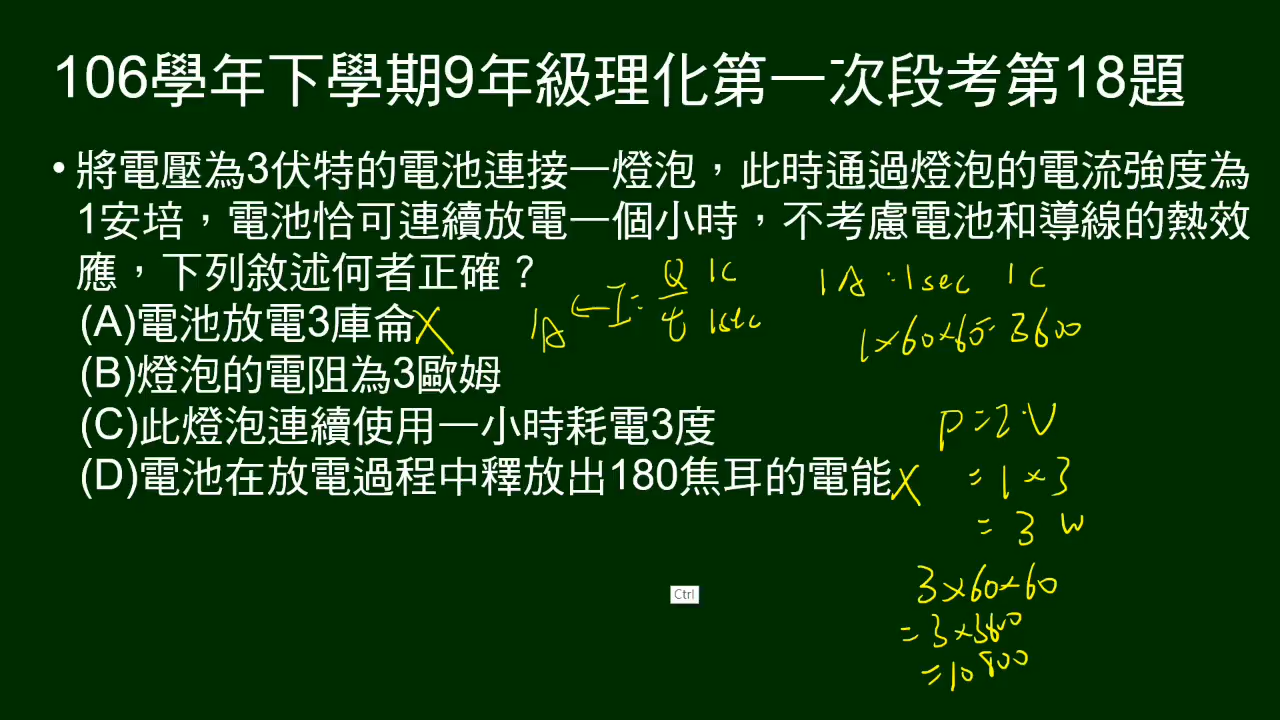 106學年下學期9年級理化第一次段考第18題
• 將電壓為3伏特的電池連接一燈泡，此時通過燈泡的電流強度為
1安培，電池恰可連續放電一個小時，不考慮電池和導線的熱效
應，下列敘述何者正確？
(A)電池放電3庫侖 X
(B)燈泡的電阻為3歐姆
(C)此燈泡連續使用一小時耗電3度
(D)電池在放電過程中釋放出180焦耳的電能 X
1A ← I = Q/t 1C 1sec
1A : 1sec 1C
1×60×60=3600
P=I·V
=1×3
=3 W
3×60×60
=3×3600
=10800
Ctrl